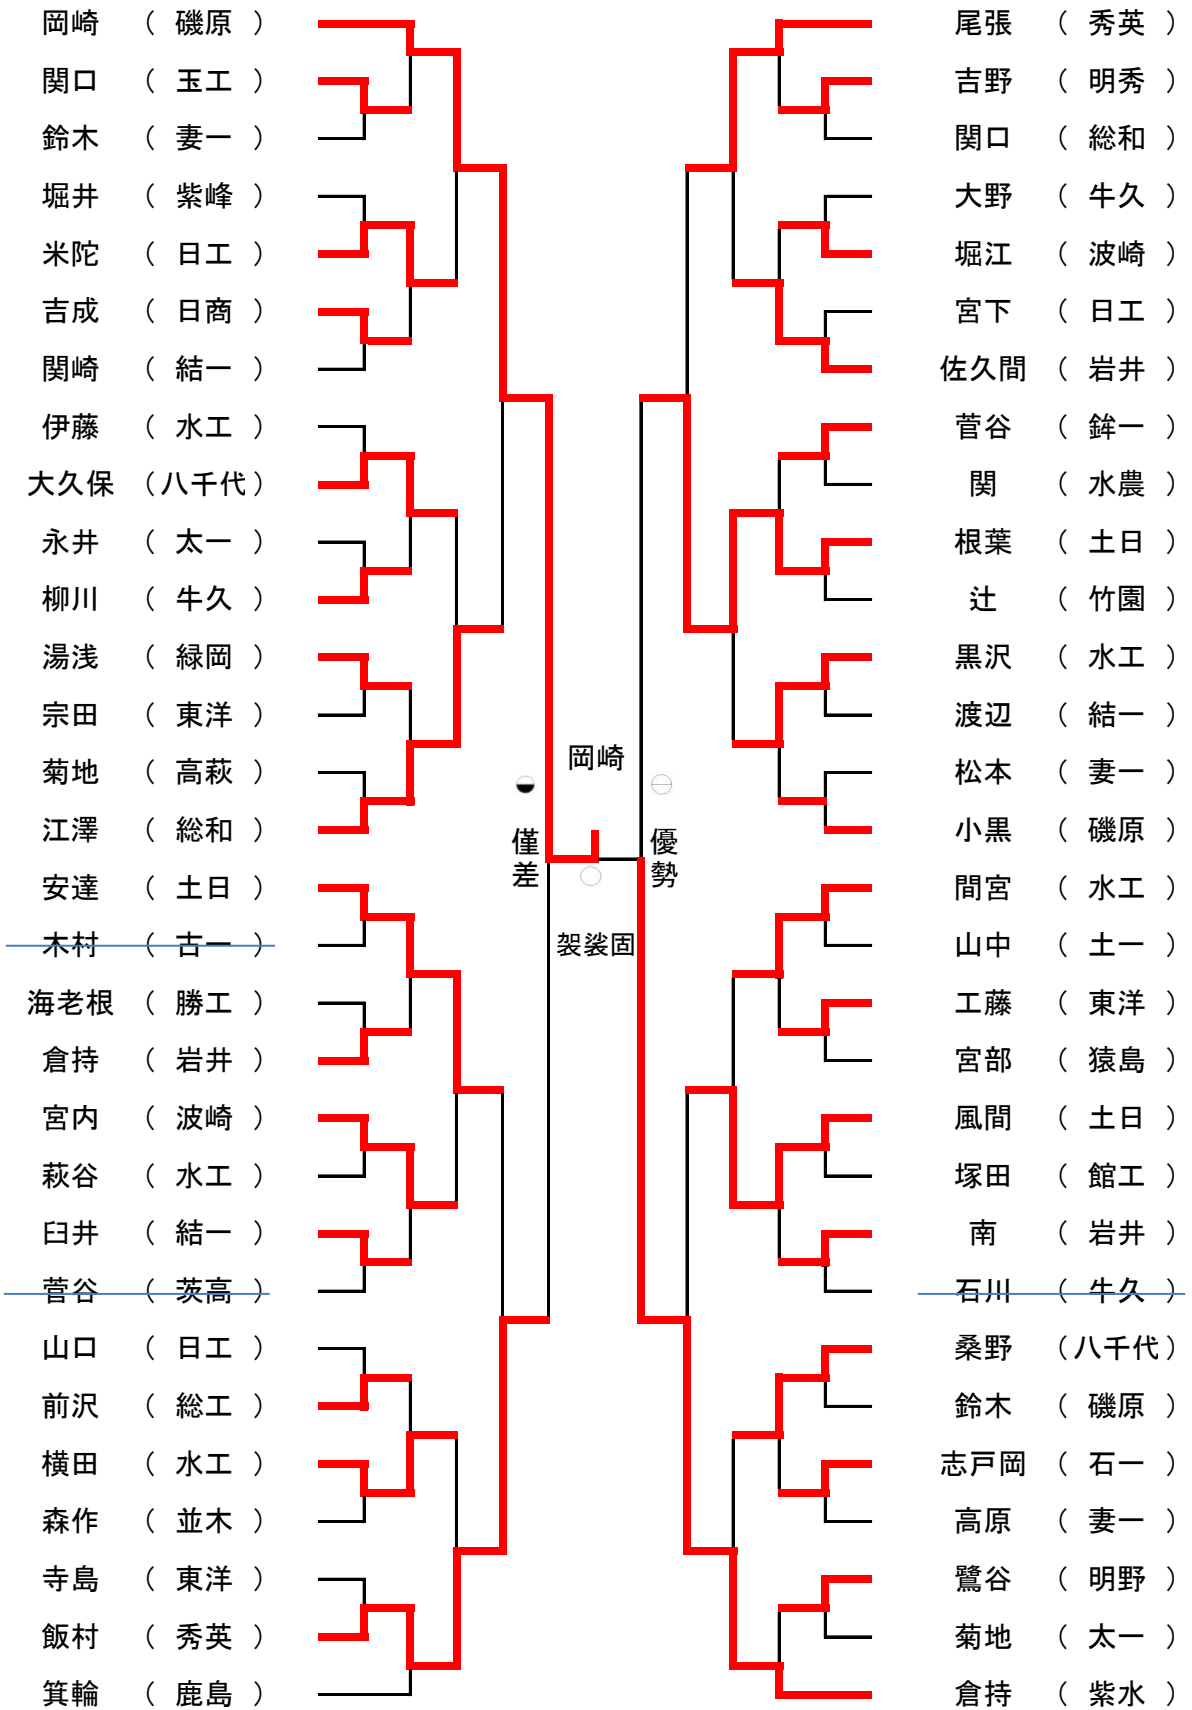 岡崎 （ 磯原 ）
関口 （ 玉工 ）
鈴木 （ 妻一 ）
堀井 （ 紫峰 ）
米陀 （ 日工 ）
吉成 （ 日商 ）
関崎 （ 結一 ）
伊藤 （ 水工 ）
大久保 （八千代）
永井 （ 太一 ）
柳川 （ 牛久 ）
湯浅 （ 緑岡 ）
宗田 （ 東洋 ）
菊地 （ 高萩 ）
江澤 （ 総和 ）
安達 （ 土日 ）
木村 （ 古一 ）
海老根 （ 勝工 ）
倉持 （ 岩井 ）
宮内 （ 波崎 ）
萩谷 （ 水工 ）
臼井 （ 結一 ）
菅谷 （ 茨高 ）
山口 （ 日工 ）
前沢 （ 総工 ）
横田 （ 水工 ）
森作 （ 並木 ）
寺島 （ 東洋 ）
飯村 （ 秀英 ）
箕輪 （ 鹿島 ）
岡崎
僅差
優勢
袈裟固
尾張 （ 秀英 ）
吉野 （ 明秀 ）
関口 （ 総和 ）
大野 （ 牛久 ）
堀江 （ 波崎 ）
宮下 （ 日工 ）
佐久間 （ 岩井 ）
菅谷 （ 鉾一 ）
関 （ 水農 ）
根葉 （ 土日 ）
辻 （ 竹園 ）
黒沢 （ 水工 ）
渡辺 （ 結一 ）
松本 （ 妻一 ）
小黒 （ 磯原 ）
間宮 （ 水工 ）
山中 （ 土一 ）
工藤 （ 東洋 ）
宮部 （ 猿島 ）
風間 （ 土日 ）
塚田 （ 館工 ）
南 （ 岩井 ）
石川 （ 牛久 ）
桑野 （八千代）
鈴木 （ 磯原 ）
志戸岡 （ 石一 ）
高原 （ 妻一 ）
鷺谷 （ 明野 ）
菊地 （ 太一 ）
倉持 （ 紫水 ）